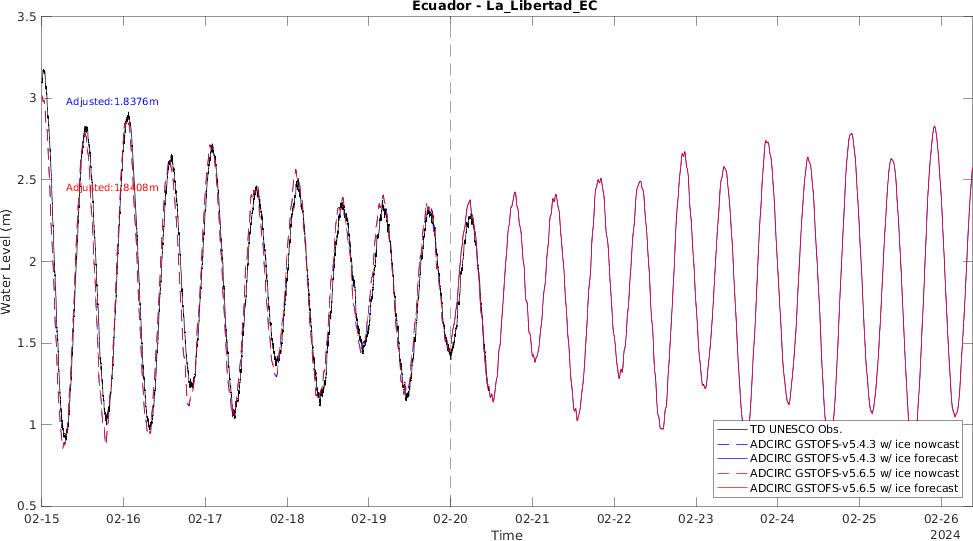 Ecuador - La_Libertad_EC
3.5
3
2.5
2
1.5
1
0.5
Water Level (m)
Adjusted:1.8376m
Adjusted:1.8408m
TD UNESCO Obs.
ADCIRC GSTOFS-v5.4.3 w/ ice nowcast
ADCIRC GSTOFS-v5.4.3 w/ ice forecast
ADCIRC GSTOFS-v5.6.5 w/ ice nowcast
ADCIRC GSTOFS-v5.6.5 w/ ice forecast
02-15 02-16 02-17 02-18 02-19 02-20 02-21 02-22 02-23 02-24 02-25 02-26
Time
2024